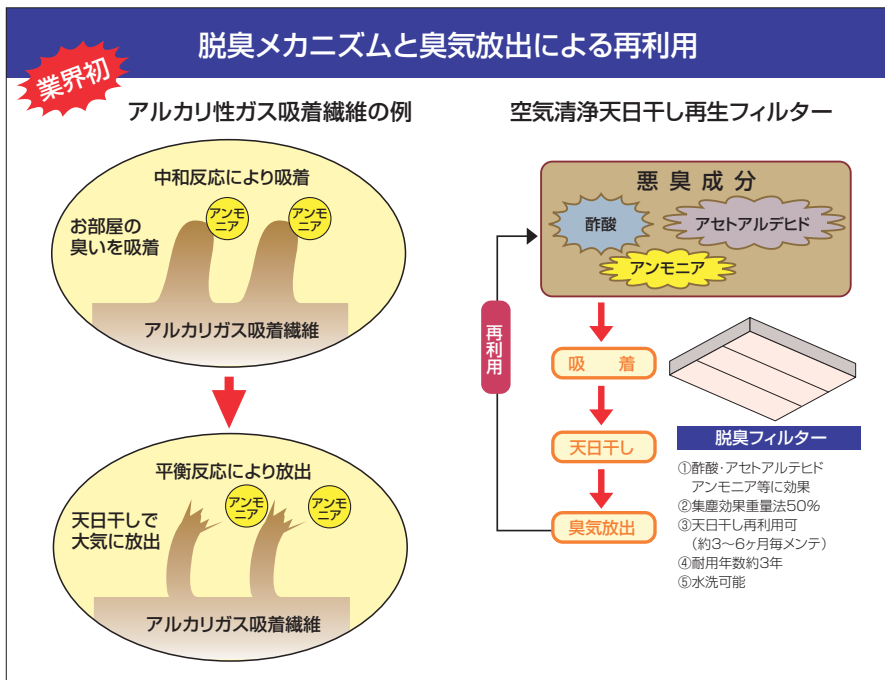 脱臭メカニズムと臭気放出による再利用
業界初
アルカリ性ガス吸着繊維の例
中和反応により吸着
お部屋の
臭いを吸着
アンモ
ニア
アンモ
ニア
アルカリガス吸着繊維
平衡反応により放出
天日干しで
大気に放出
アンモ
ニア
アンモ
ニア
アルカリガス吸着繊維
空気清浄天日干し再生フィルター
悪臭成分
酢酸
アセトアルデヒド
アンモニア
再利用
吸 着
天日干し
臭気放出
脱臭フィルター
①酢酸・アセトアルテヒド
アンモニア等に効果
②集塵効果重量法50%
③天日干し再利用可
(約3〜6ヶ月毎メンテ)
④耐用年数約3年
⑤水洗可能